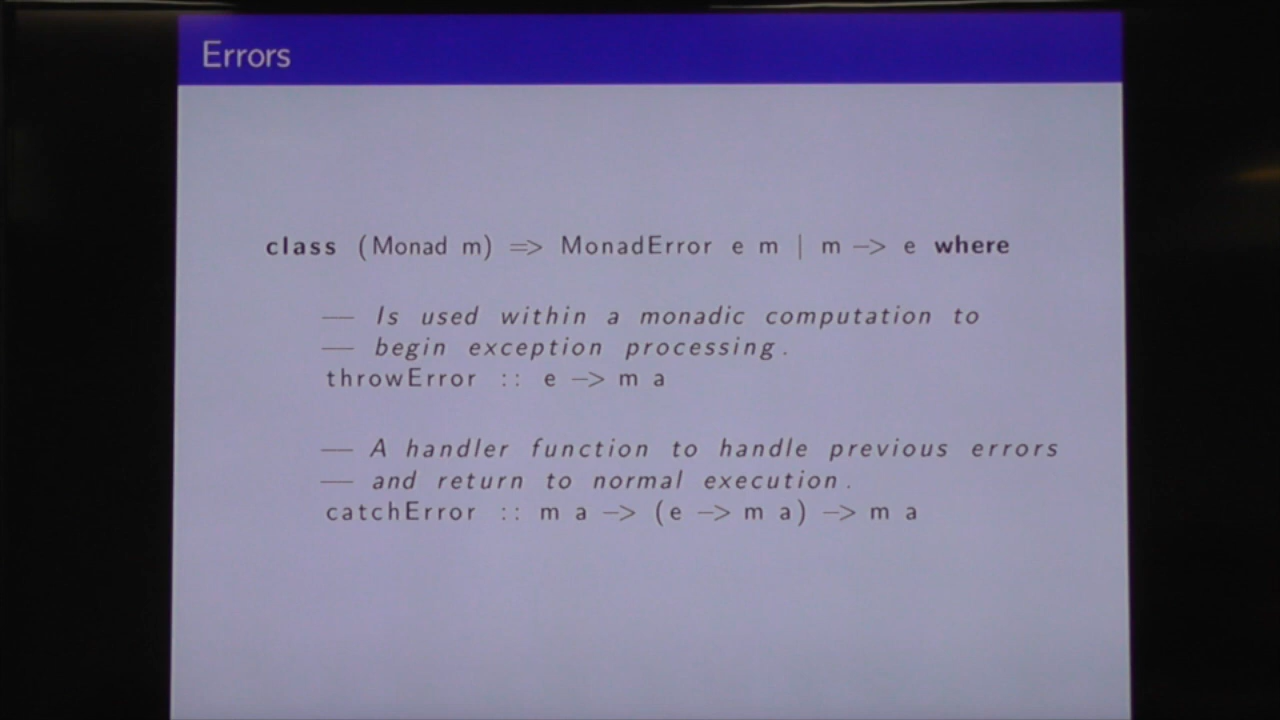 Errors
class (Monad m) => MonadError e m | m -> e where
-- Is used within a monadic computation to
-- begin exception processing.
throwError :: e -> m a
-- A handler function to handle previous errors
-- and return to normal execution.
catchError :: m a -> (e -> m a) -> m a